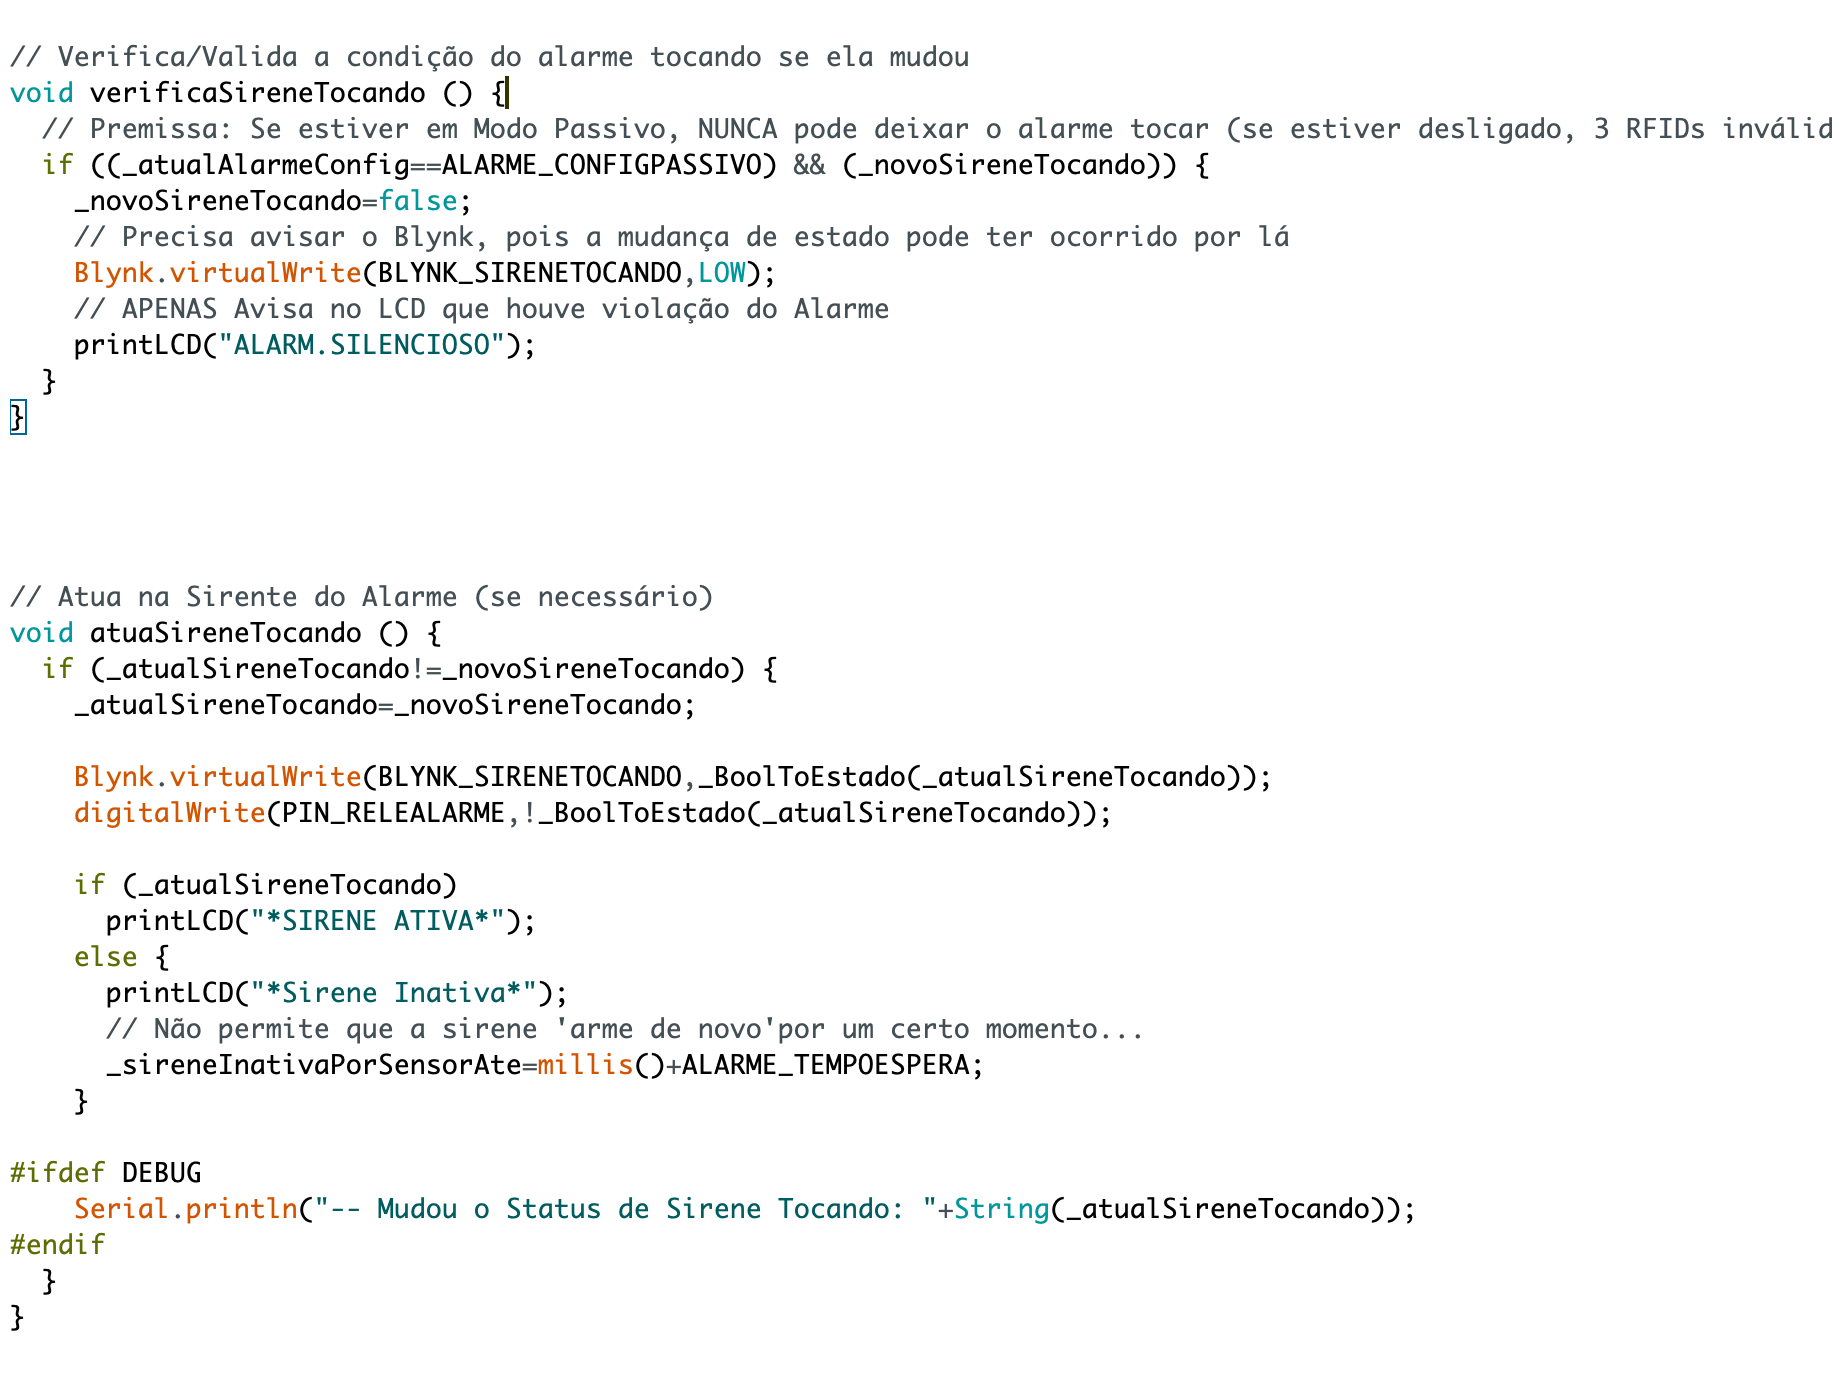 // Verifica/Valida a condição do alarme tocando se ela mudou
void verificaSireneTocando () {
  // Premissa: Se estiver em Modo Passivo, NUNCA pode deixar o alarme tocar (se estiver desligado, 3 RFIDs inválid
  if ((_atualAlarmeConfig==ALARME_CONFIGPASSIVO) && (_novoSireneTocando)) {
    _novoSireneTocando=false;
    // Precisa avisar o Blynk, pois a mudança de estado pode ter ocorrido por lá
    Blynk.virtualWrite(BLYNK_SIRENETOCANDO,LOW);
    // APENAS Avisa no LCD que houve violação do Alarme
    printLCD("ALARM.SILENCIOSO");
  }
}
// Atua na Sirente do Alarme (se necessário)
void atuaSireneTocando () {
  if (_atualSireneTocando!=_novoSireneTocando) {
    _atualSireneTocando=_novoSireneTocando;
    Blynk.virtualWrite(BLYNK_SIRENETOCANDO,_BoolToEstado(_atualSireneTocando));
    digitalWrite(PIN_RELEALARME,!_BoolToEstado(_atualSireneTocando));
    if (_atualSireneTocando)
      printLCD("*SIRENE ATIVA*");
    else {
      printLCD("*Sirene Inativa*");
      // Não permite que a sirene 'arme de novo'por um certo momento...
      _sireneInativaPorSensorAte=millis()+ALARME_TEMPOESPERA;
    }
#ifdef DEBUG
    Serial.println("-- Mudou o Status de Sirene Tocando: "+String(_atualSireneTocando));
#endif
  }
}